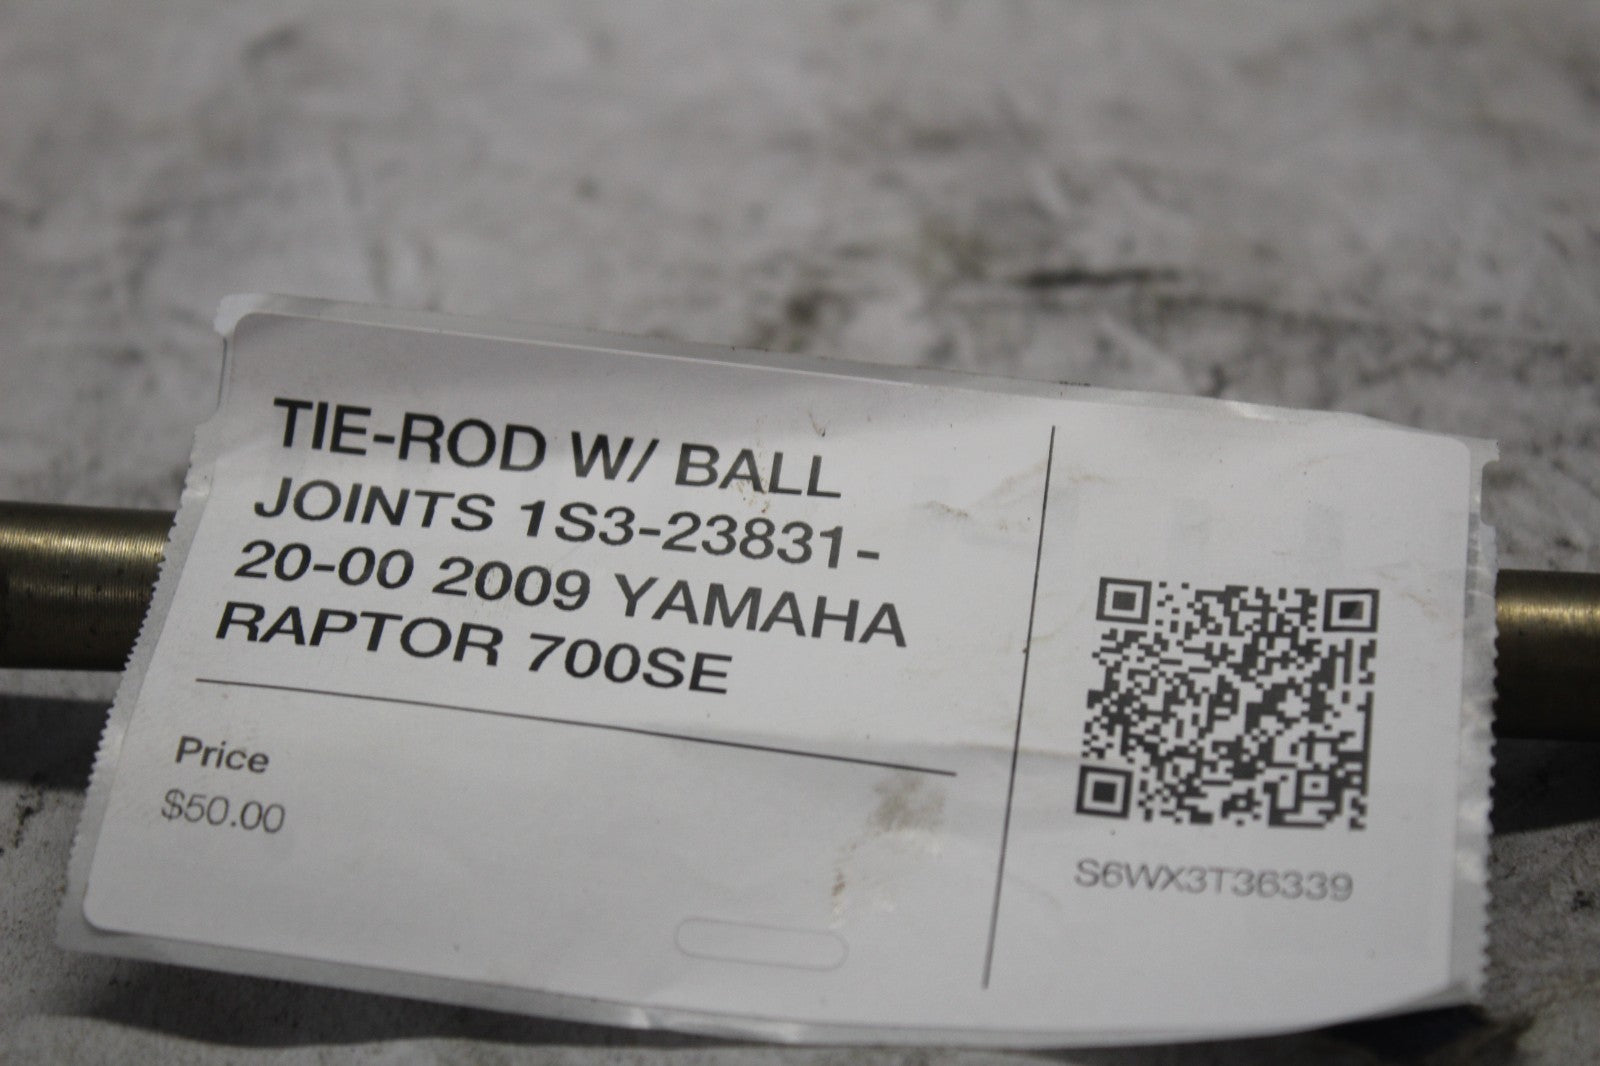 TIE-ROD W/ BALL
JOINTS 1S3-23831-
20-00 2009 YAMAHA
RAPTOR 700SE
Price
$50.00
S6WX3T36339